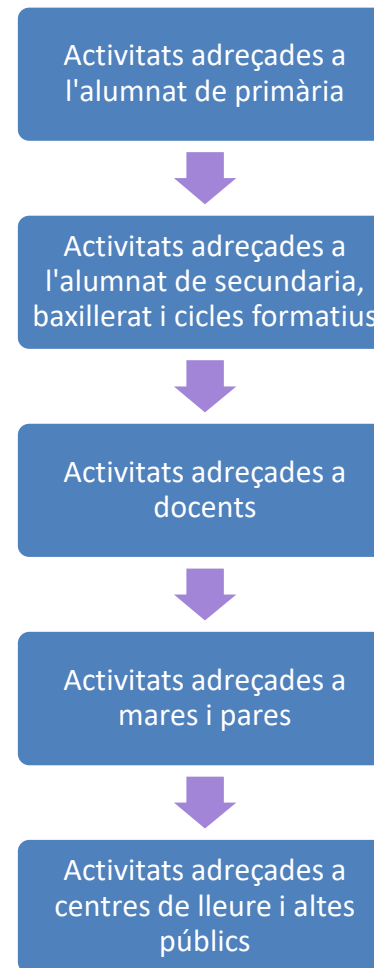 Activitats adreçades a
l'alumnat de primària
Activitats adreçades a
l'alumnat de secundaria,
baxillerat i cicles formatius
Activitats adreçades a
docents
Activitats adreçades a
mares i pares
Activitats adreçades a
centres de lleure i altes
públics